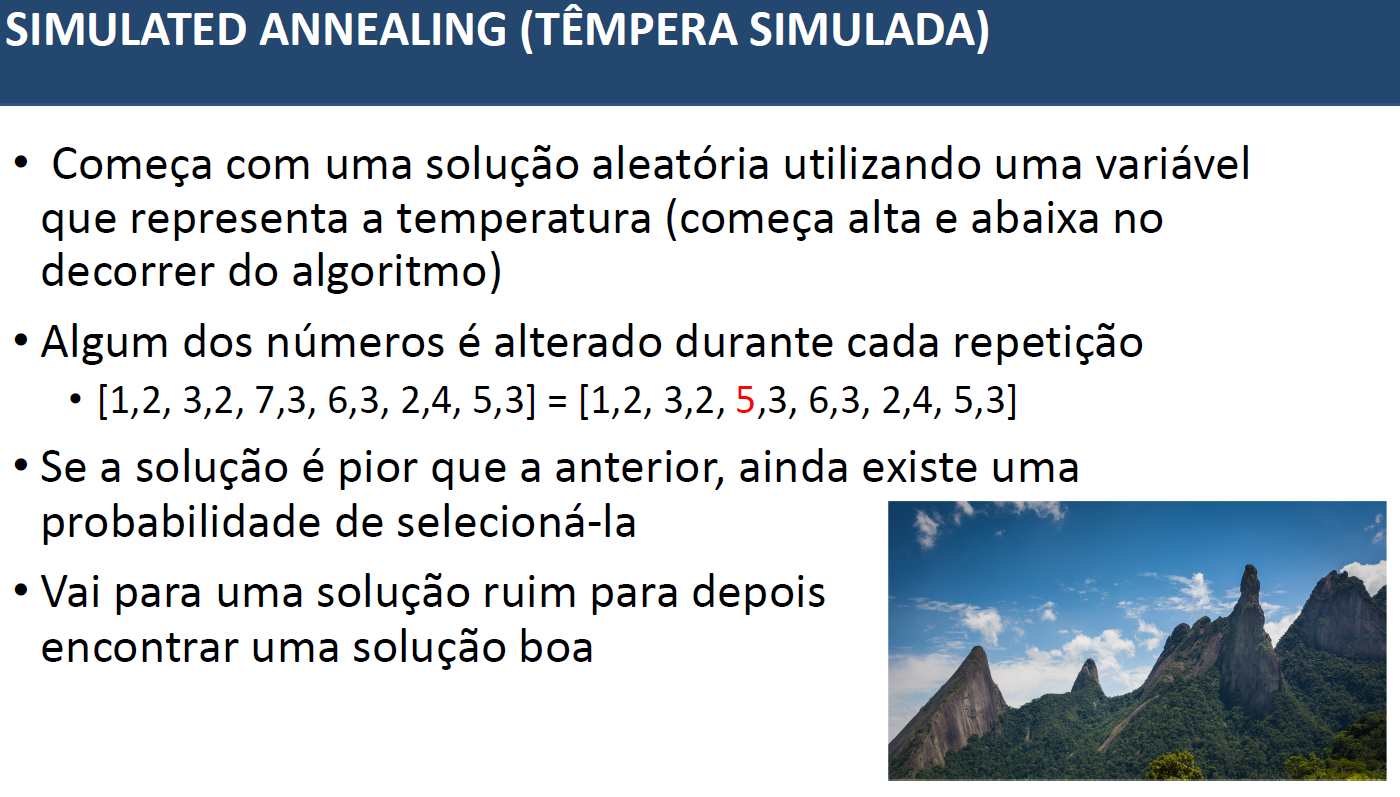 SIMULATED ANNEALING (TÊMPERA SIMULADA)
• Começa com uma solução aleatória utilizando uma variável
que representa a temperatura (começa alta e abaixa no
decorrer do algoritmo)
• Algum dos números é alterado durante cada repetição
• [1,2, 3,2, 7,3, 6,3, 2,4, 5,3] = [1,2, 3,2, 5,3, 6,3, 2,4, 5,3]
• Se a solução é pior que a anterior, ainda existe uma
probabilidade de selecioná-la
• Vai para uma solução ruim para depois
encontrar uma solução boa